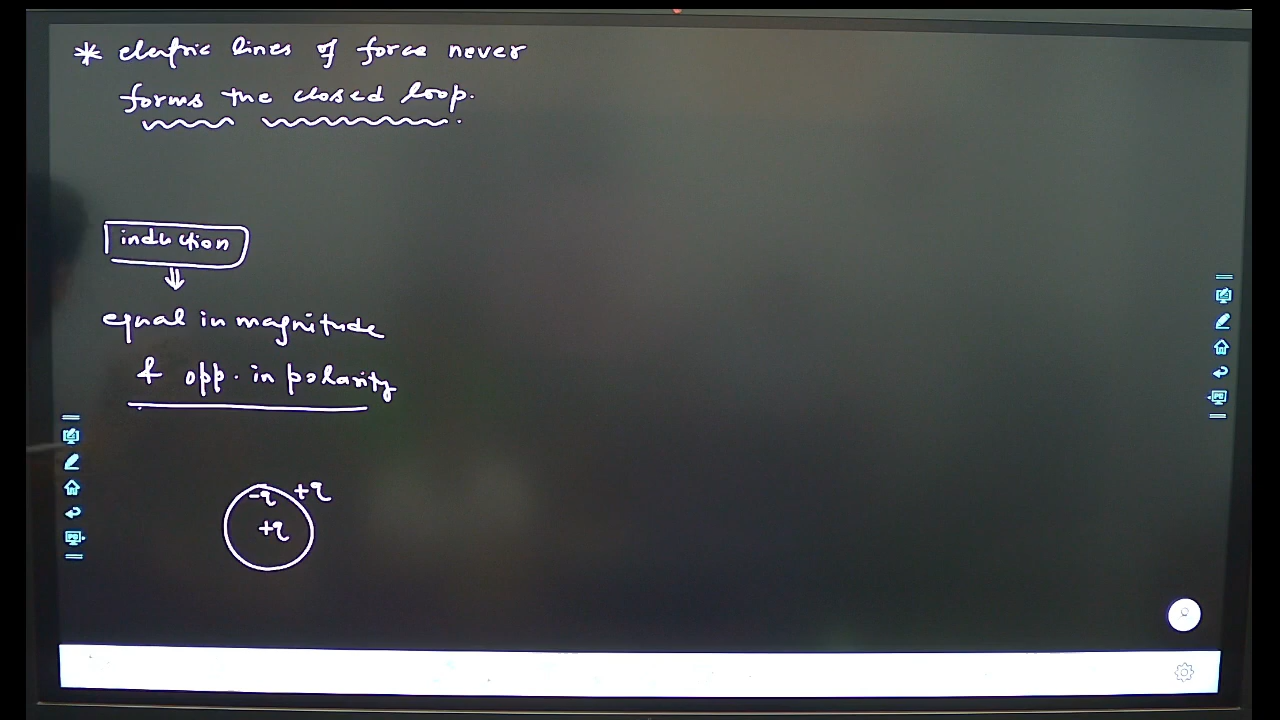 * electric lines of force never
forms the closed loop.
induction
⇓
equal in magnitude
& opp. in polarity
-q +q
+q